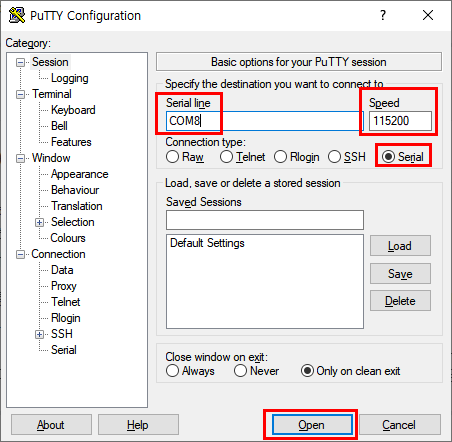 PuTTY Configuration
Category:
Session
Logging
Terminal
Keyboard
Bell
Features
Window
Appearance
Behaviour
Translation
Selection
Colours
Connection
Data
Proxy
Telnet
Rlogin
SSH
Serial
Basic options for your PuTTY session
Specify the destination you want to connect to
Serial line Speed
COM8 115200
Connection type:
Raw Telnet Rlogin SSH Serial
Load, save or delete a stored session
Saved Sessions
Default Settings
Load
Save
Delete
Close window on exit:
Always Never Only on clean exit
About Help Open Cancel